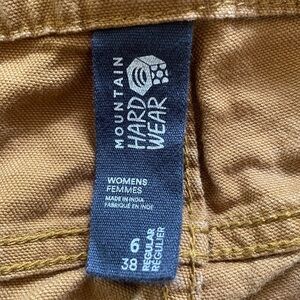 MOUNTAIN
HARD
WEAR
WOMENS
FEMMES
MADE IN INDIA
FABRIQUÉ EN INDE
6 REGULAR
38 REGULIER